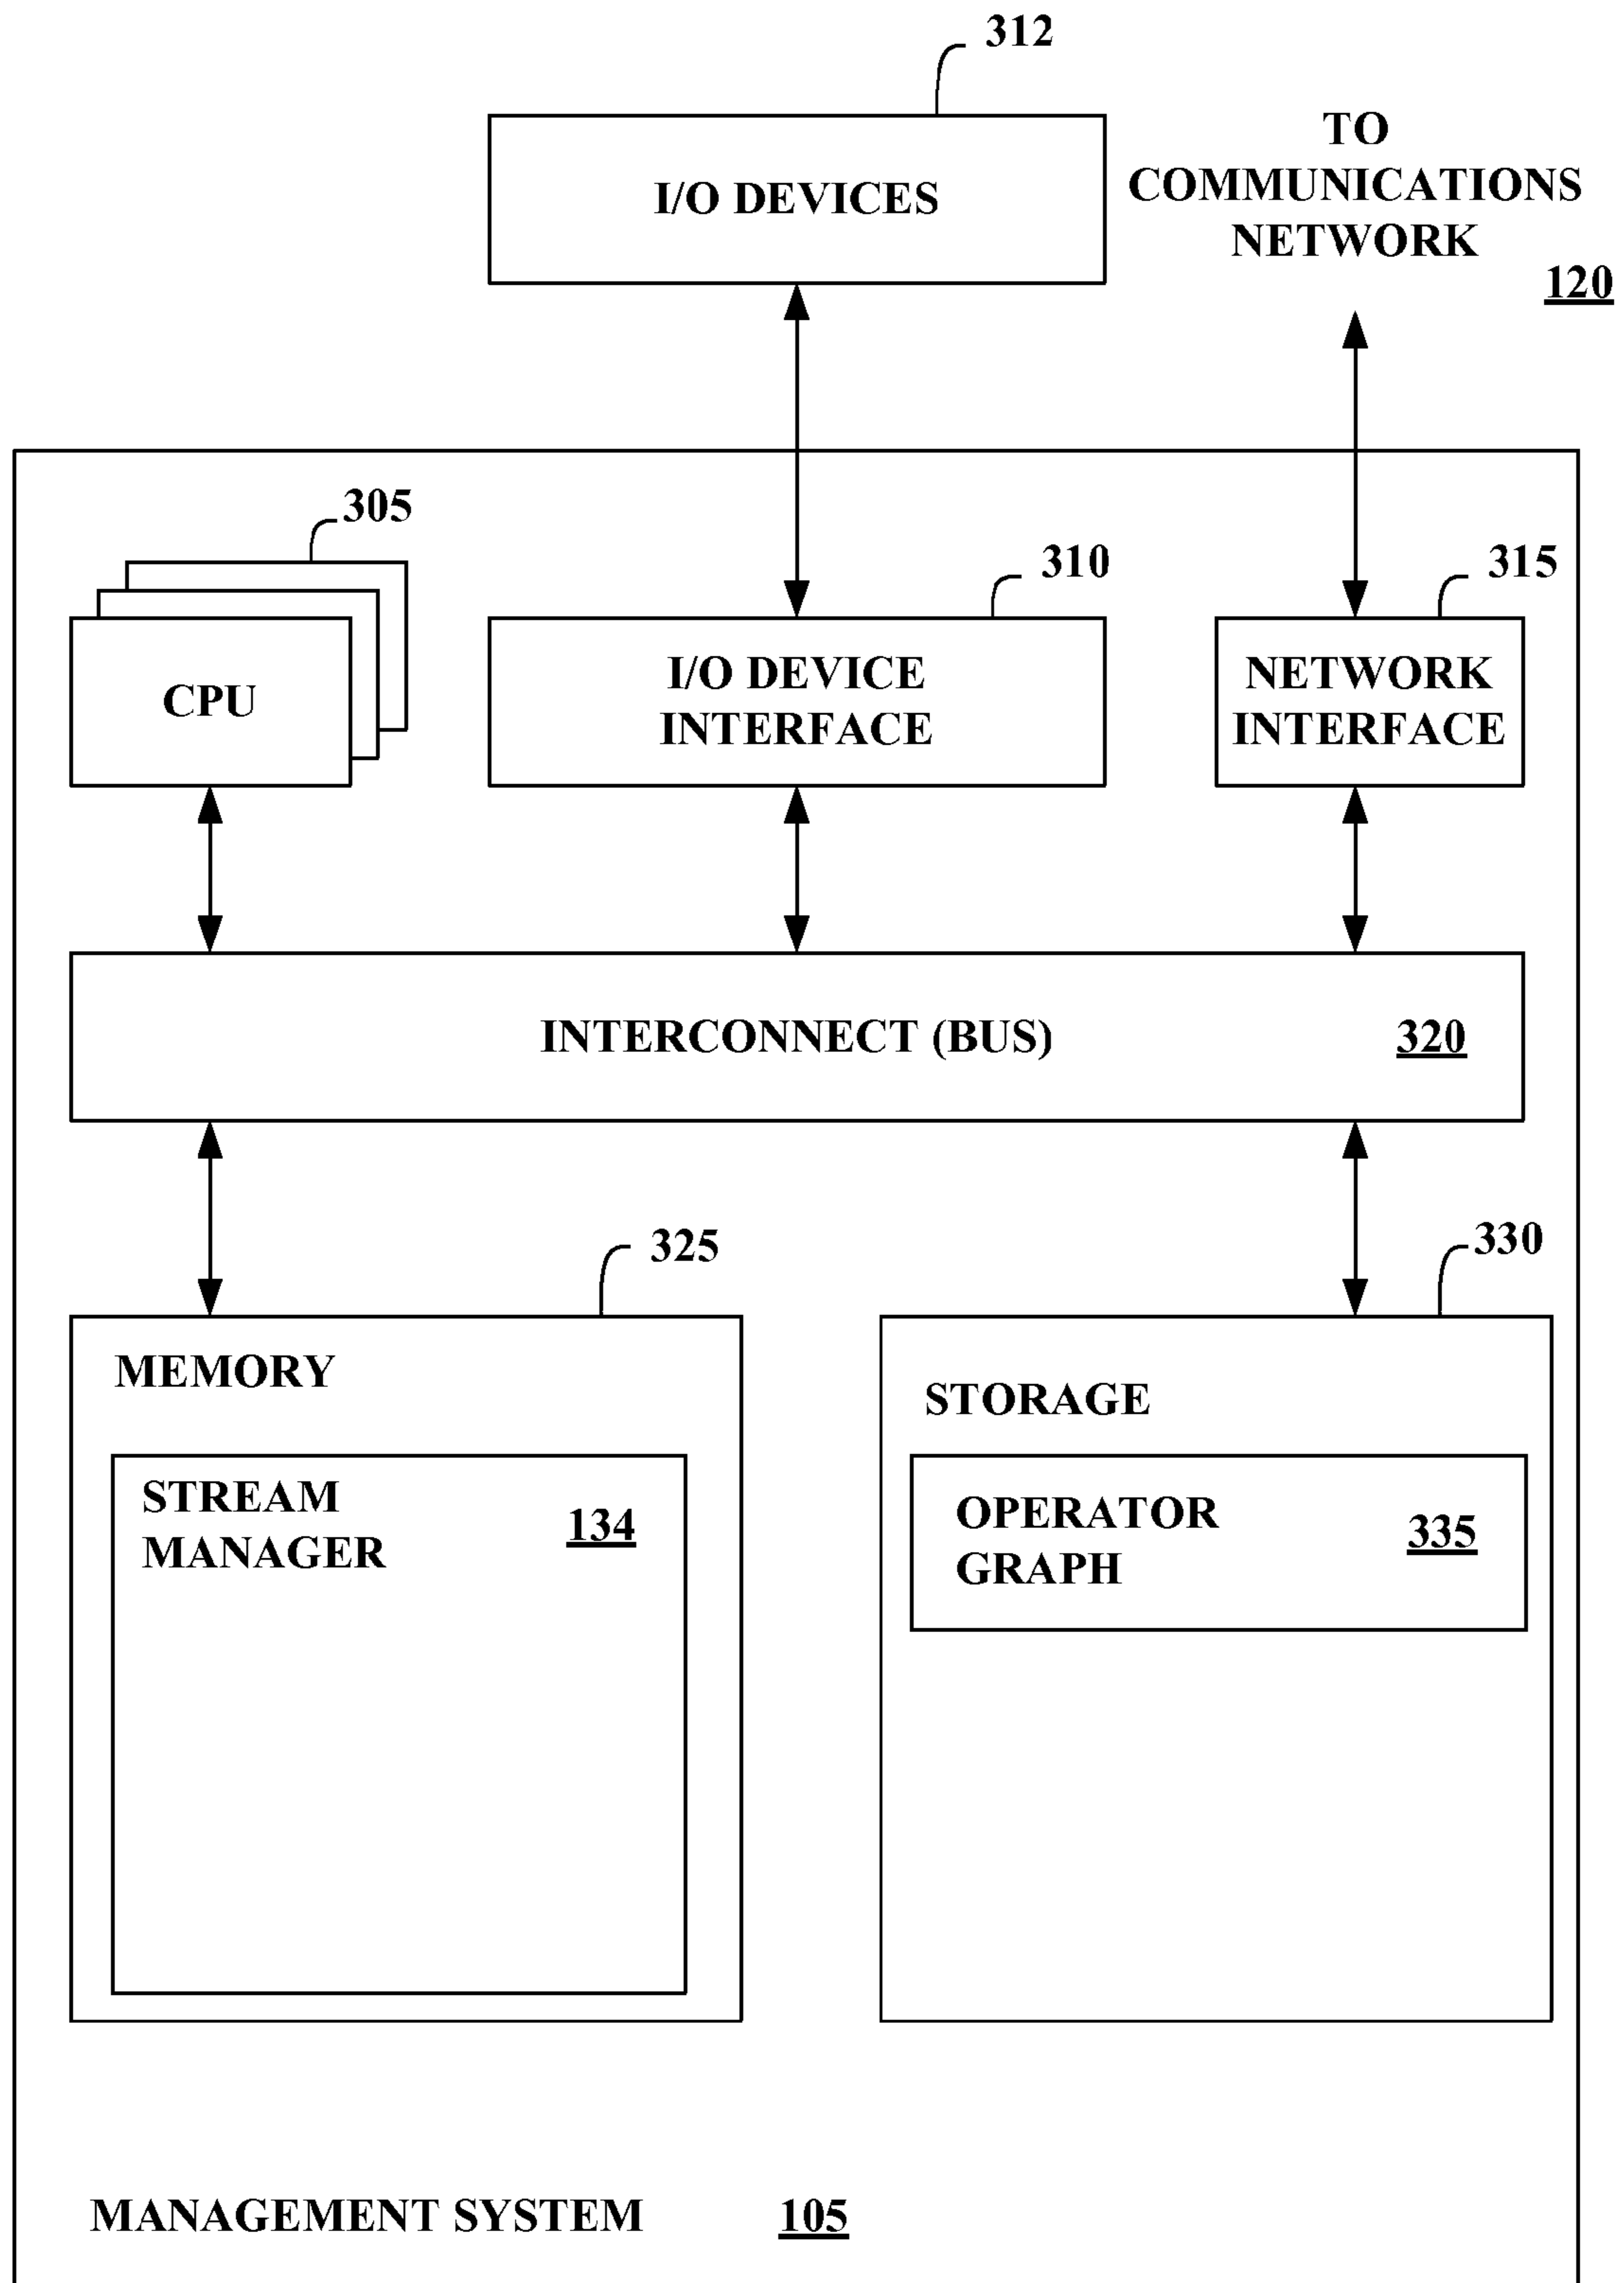 312
I/O DEVICES
TO
COMMUNICATIONS
NETWORK
120
305
310
315
CPU
I/O DEVICE
INTERFACE
NETWORK
INTERFACE
INTERCONNECT (BUS)
320
325
330
MEMORY
STREAM
MANAGER
134
STORAGE
OPERATOR
GRAPH
335
MANAGEMENT SYSTEM
105